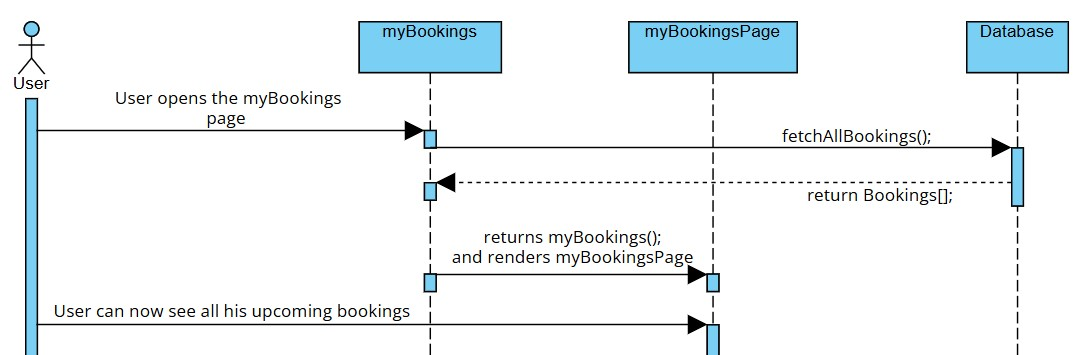 myBookings
myBookingsPage
Database
User
User opens the myBookings
page
fetchAllBookings();
return Bookings[];
returns myBookings();
and renders myBookingsPage
User can now see all his upcoming bookings